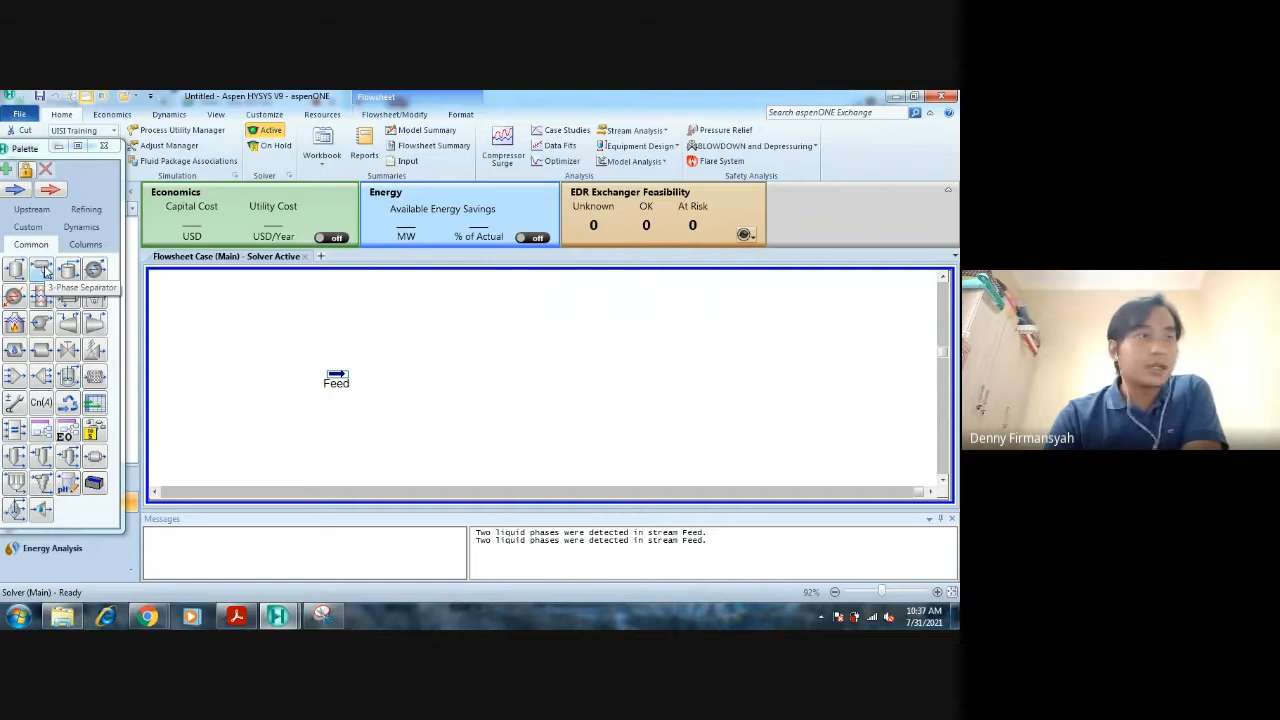 Untitled - Aspen HYSYS V9 - aspenONE
Flowsheet
File
Home
Economics
Dynamics
View
Customize
Resources
Flowsheet/Modify
Format
Search aspenONE Exchange
Cut
UISI Training
Process Utility Manager
Adjust Manager
Fluid Package Associations
Simulation
Active
On Hold
Solver
Workbook
Reports
Model Summary
Flowsheet Summary
Input
Summaries
Compressor
Surge
Case Studies
Data Fits
Optimizer
Stream Analysis
Equipment Design
Model Analysis
Analysis
Pressure Relief
BLOWDOWN and Depressuring
Flare System
Safety Analysis
Palette
Upstream
Refining
Custom
Dynamics
Common
Columns
3-Phase Separator
Cn(A)
EO
pH
Economics
Capital Cost
Utility Cost
USD
USD/Year
off
Energy
Available Energy Savings
MW
% of Actual
off
EDR Exchanger Feasibility
Unknown
OK
At Risk
0
0
0
Flowsheet Case (Main) - Solver Active
Feed
Messages
Two liquid phases were detected in stream Feed.
Two liquid phases were detected in stream Feed.
Energy Analysis
Solver (Main) - Ready
92%
10:37 AM
7/31/2021
Denny Firmansyah